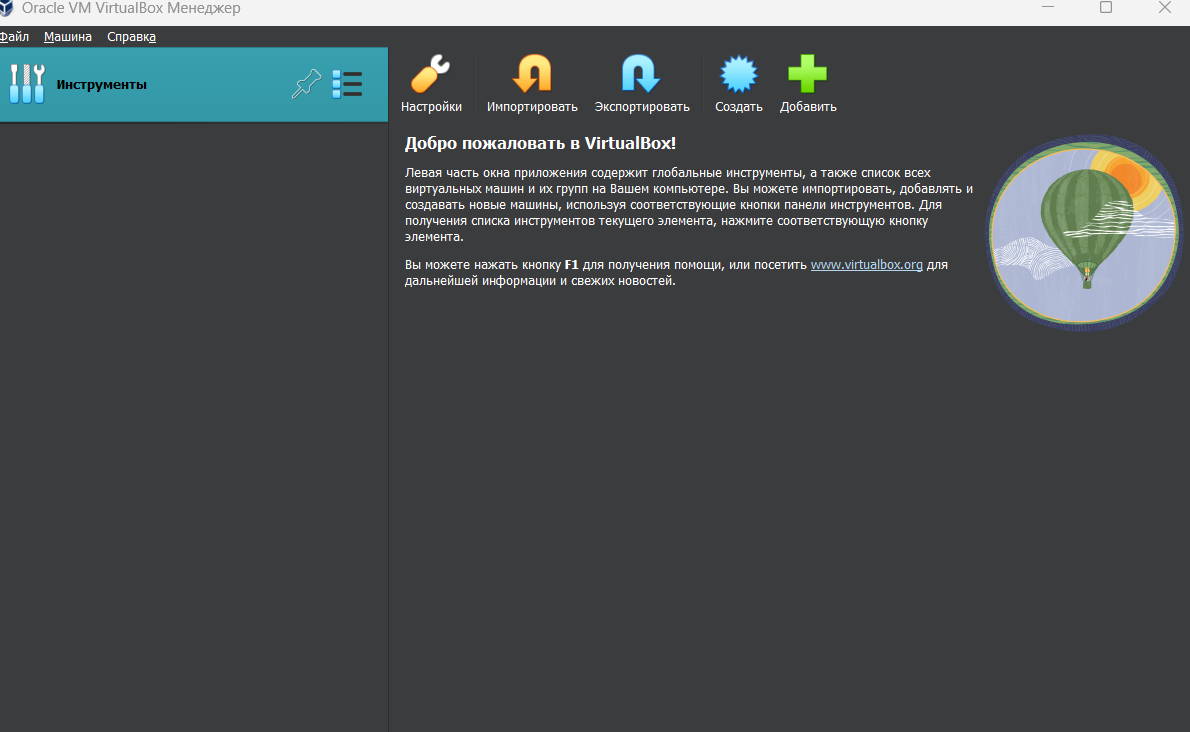 Oracle VM VirtualBox Менеджер
Файл Машина Справка
Инструменты
Настройки Импортировать Экспортировать Создать Добавить
Добро пожаловать в VirtualBox!
Левая часть окна приложения содержит глобальные инструменты, а также список всех
виртуальных машин и их групп на Вашем компьютере. Вы можете импортировать, добавлять и
создавать новые машины, используя соответствующие кнопки панели инструментов. Для
получения списка инструментов текущего элемента, нажмите соответствующую кнопку
элемента.
Вы можете нажать кнопку F1 для получения помощи, или посетить www.virtualbox.org для
дальнейшей информации и свежих новостей.